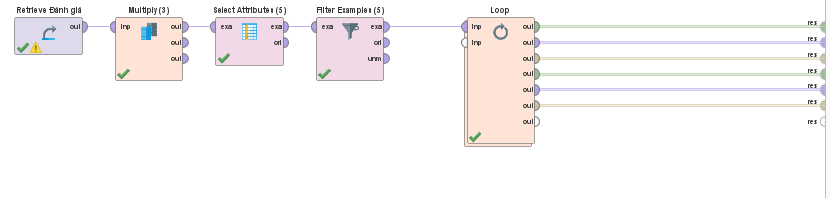 Retrieve Đánh giá
Multiply (3)
Select Attributes (5)
Filter Examples (5)
Loop
out
inp
out
out
out
exa
exa
ori
exa
exa
ori
unm
inp
inp
out
out
out
out
out
out
out
res
res
res
res
res
res
res